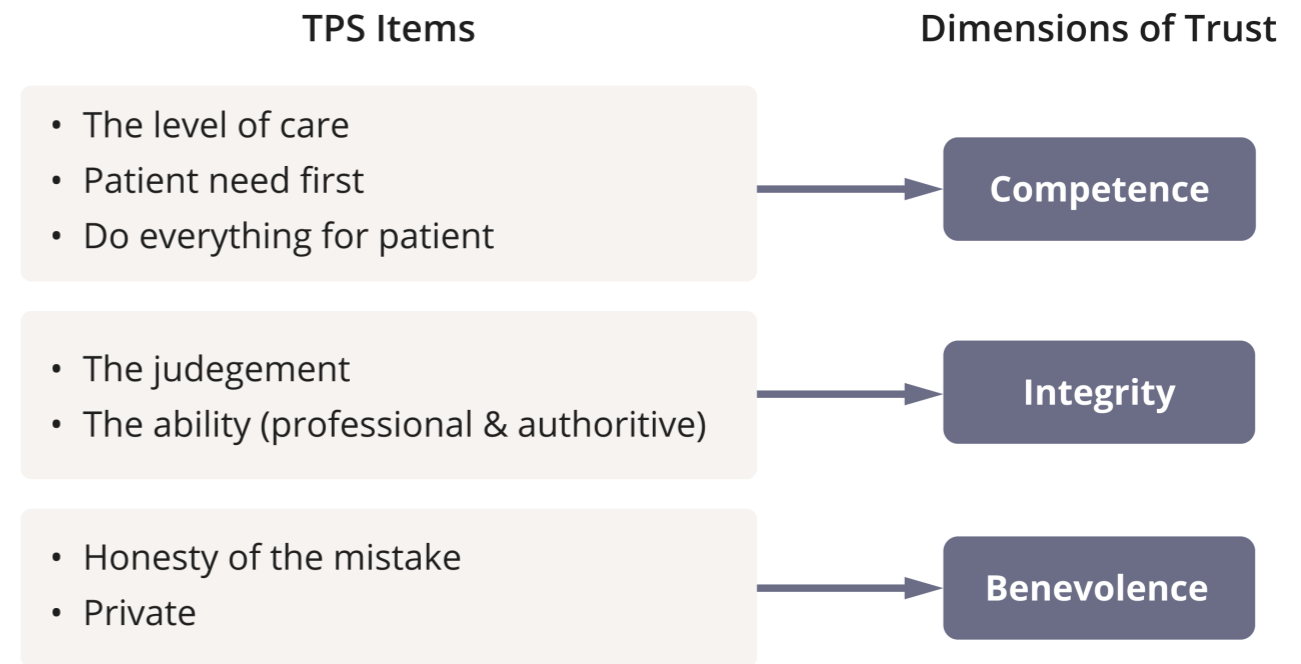 TPS Items
Dimensions of Trust
• The level of care
• Patient need first
• Do everything for patient
Competence
• The judegement
• The ability (professional & authoritive)
Integrity
• Honesty of the mistake
• Private
Benevolence